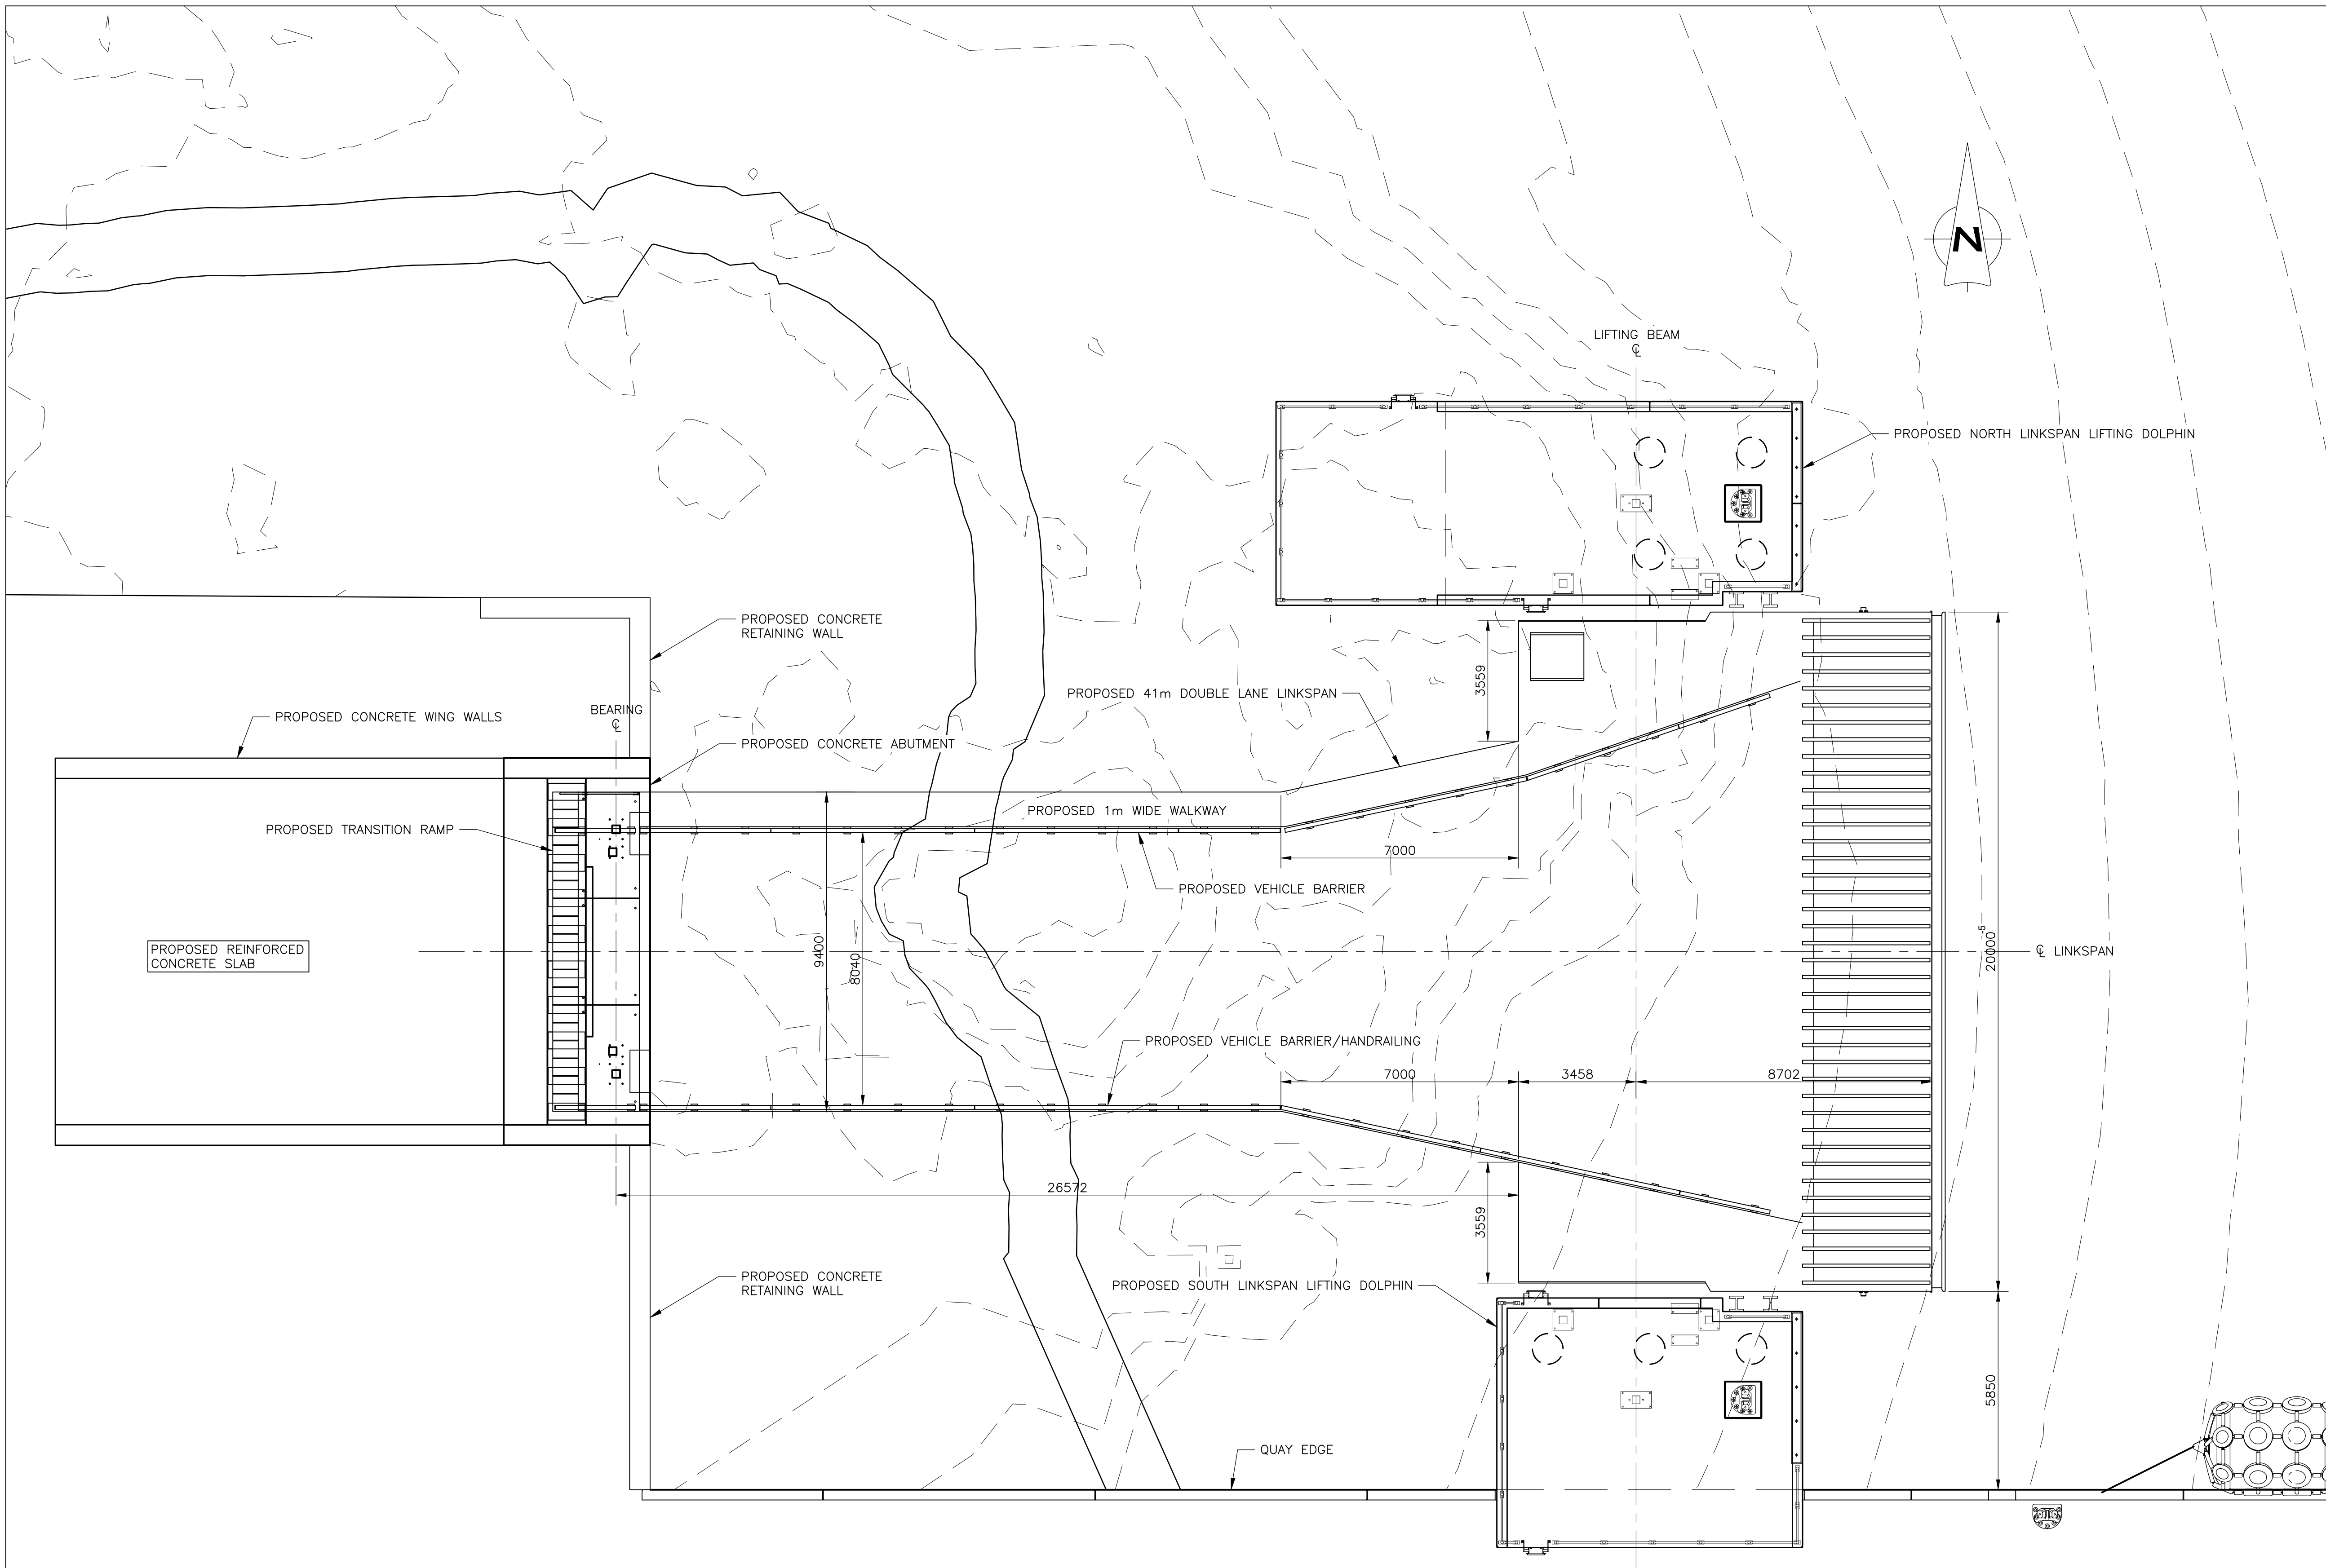 N
LIFTING BEAM
℄
PROPOSED NORTH LINKSPAN LIFTING DOLPHIN
PROPOSED CONCRETE
RETAINING WALL
3559
PROPOSED 41m DOUBLE LANE LINKSPAN
BEARING
℄
PROPOSED CONCRETE WING WALLS
PROPOSED CONCRETE ABUTMENT
PROPOSED 1m WIDE WALKWAY
PROPOSED TRANSITION RAMP
7000
PROPOSED VEHICLE BARRIER
PROPOSED REINFORCED
CONCRETE SLAB
9400
8040
20000 -5
℄ LINKSPAN
PROPOSED VEHICLE BARRIER/HANDRAILING
7000
3458
8702
26572
3559
PROPOSED CONCRETE
RETAINING WALL
PROPOSED SOUTH LINKSPAN LIFTING DOLPHIN
5850
QUAY EDGE